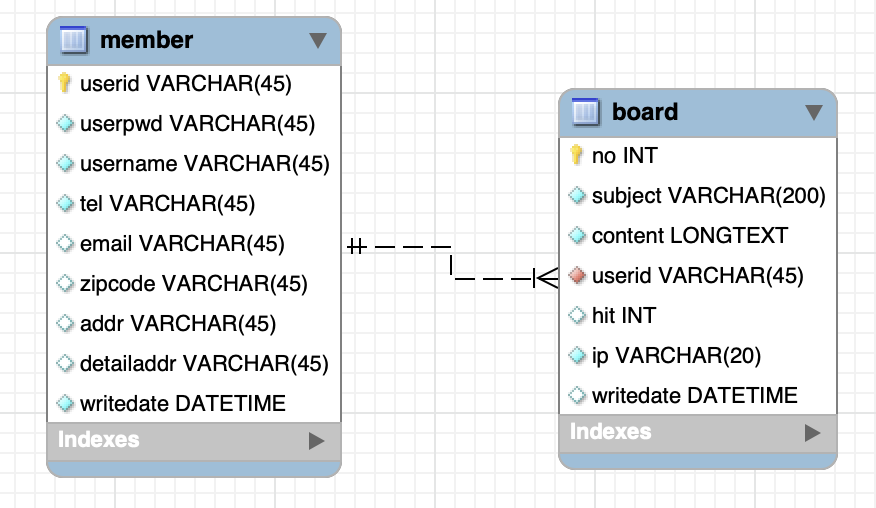 member
userid VARCHAR(45)
userpwd VARCHAR(45)
username VARCHAR(45)
tel VARCHAR(45)
email VARCHAR(45)
zipcode VARCHAR(45)
addr VARCHAR(45)
detailaddr VARCHAR(45)
writedate DATETIME
Indexes
board
no INT
subject VARCHAR(200)
content LONGTEXT
userid VARCHAR(45)
hit INT
ip VARCHAR(20)
writedate DATETIME
Indexes